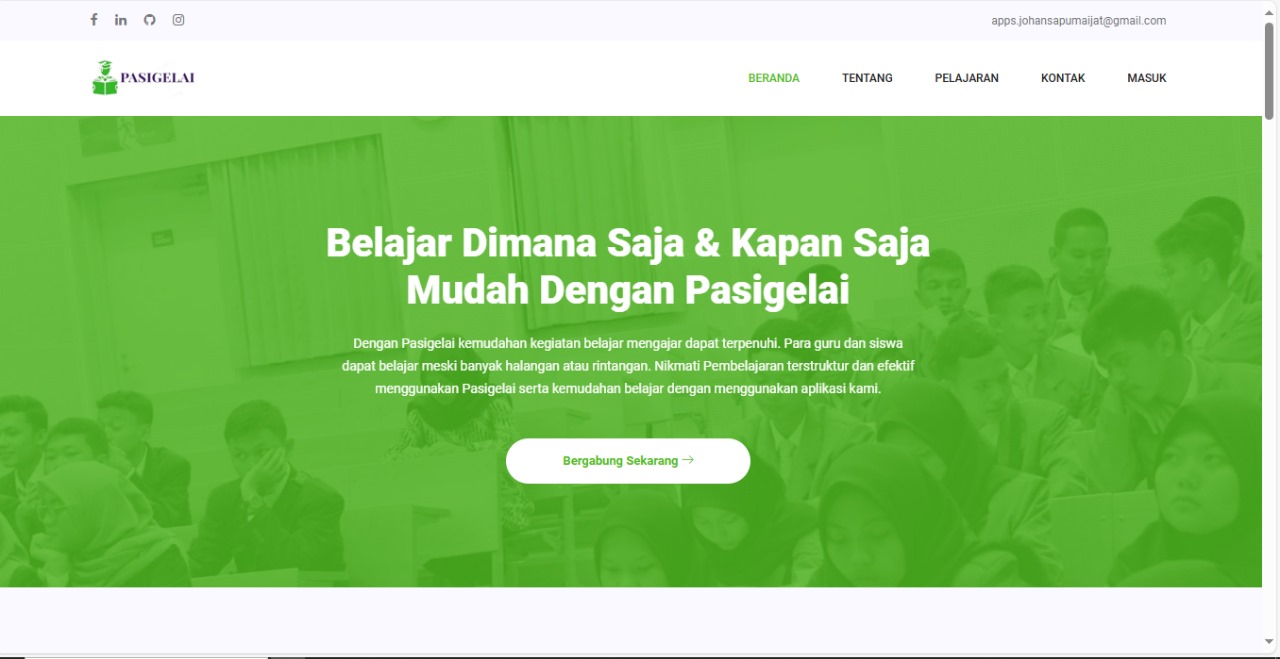 apps.johansapumaijat@gmail.com
PASIGELAI
BERANDA TENTANG PELAJARAN KONTAK MASUK
Belajar Dimana Saja & Kapan Saja
Mudah Dengan Pasigelai
Dengan Pasigelai kemudahan kegiatan belajar mengajar dapat terpenuhi. Para guru dan siswa
dapat belajar meski banyak halangan atau rintangan. Nikmati Pembelajaran terstruktur dan efektif
menggunakan Pasigelai serta kemudahan belajar dengan menggunakan aplikasi kami.
Bergabung Sekarang →